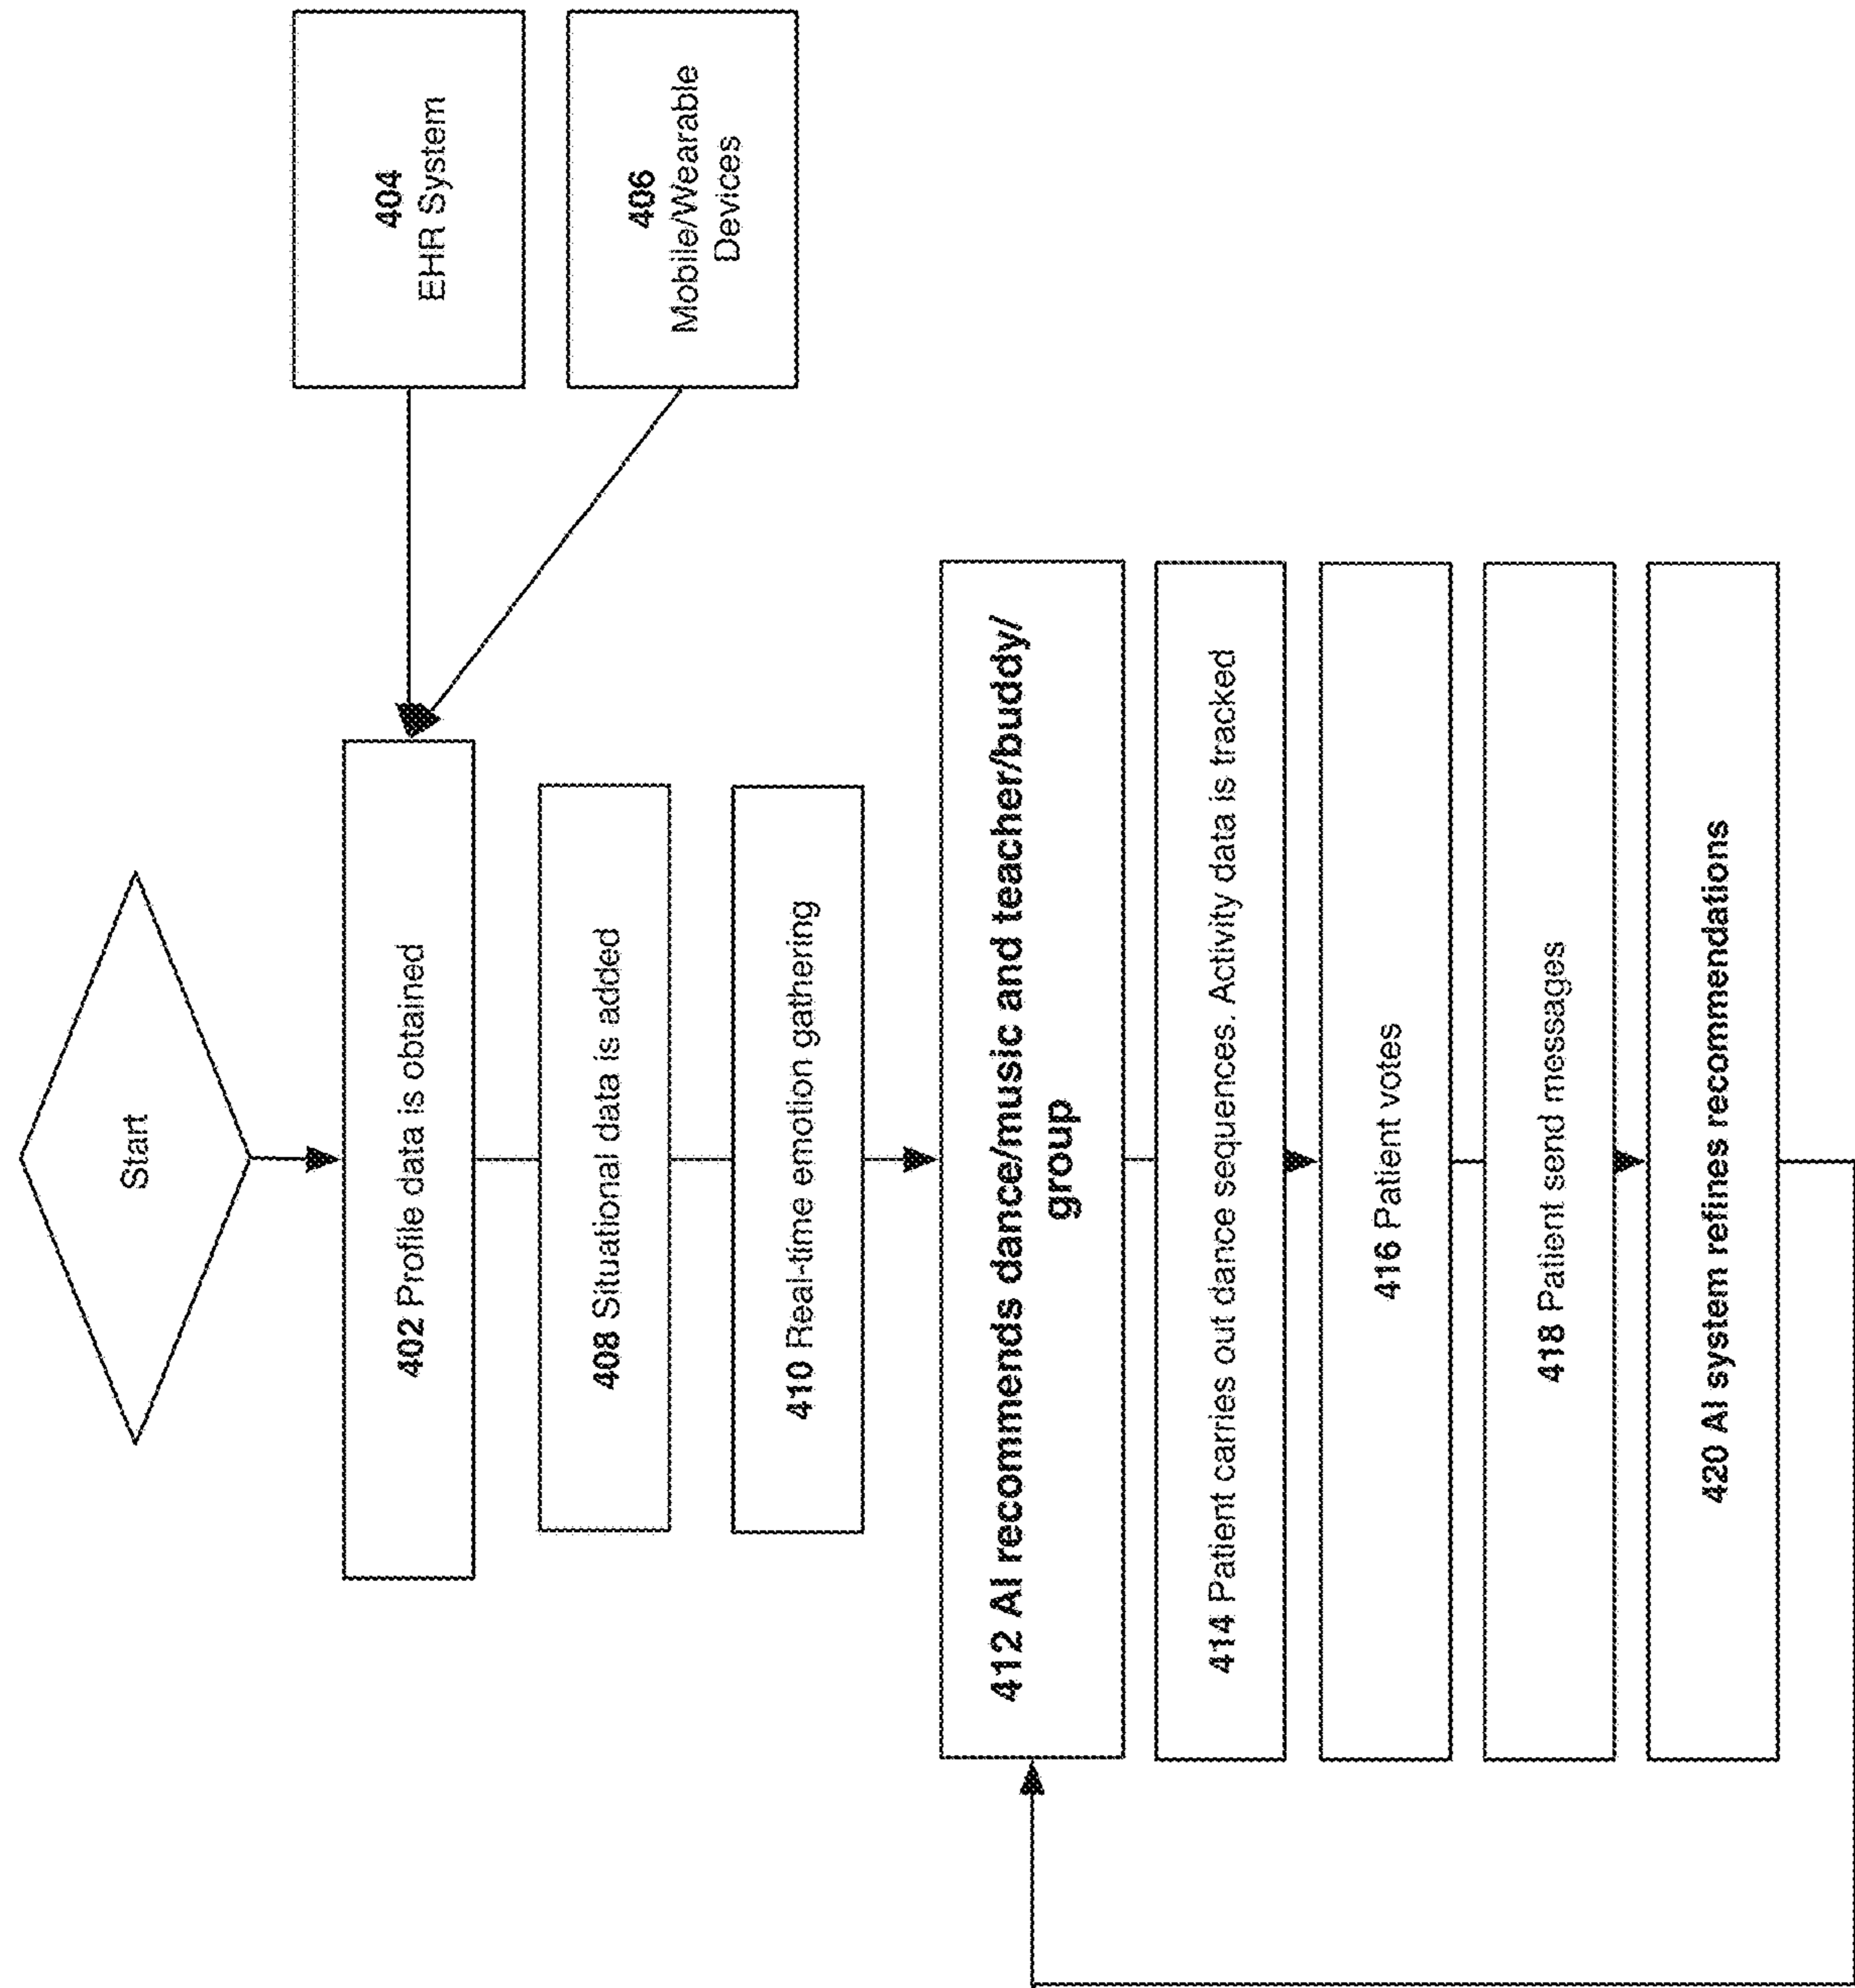 Start
402 Profile data is obtained
404
EHR System
406
Mobile/Wearable
Devices
408 Situational data is added
410 Real-time emotion gathering
412 AI recommends dance/music and teacher/buddy/
group
414 Patient carries out dance sequences. Activity data is tracked
416 Patient votes
418 Patient send messages
420 AI system refines recommendations